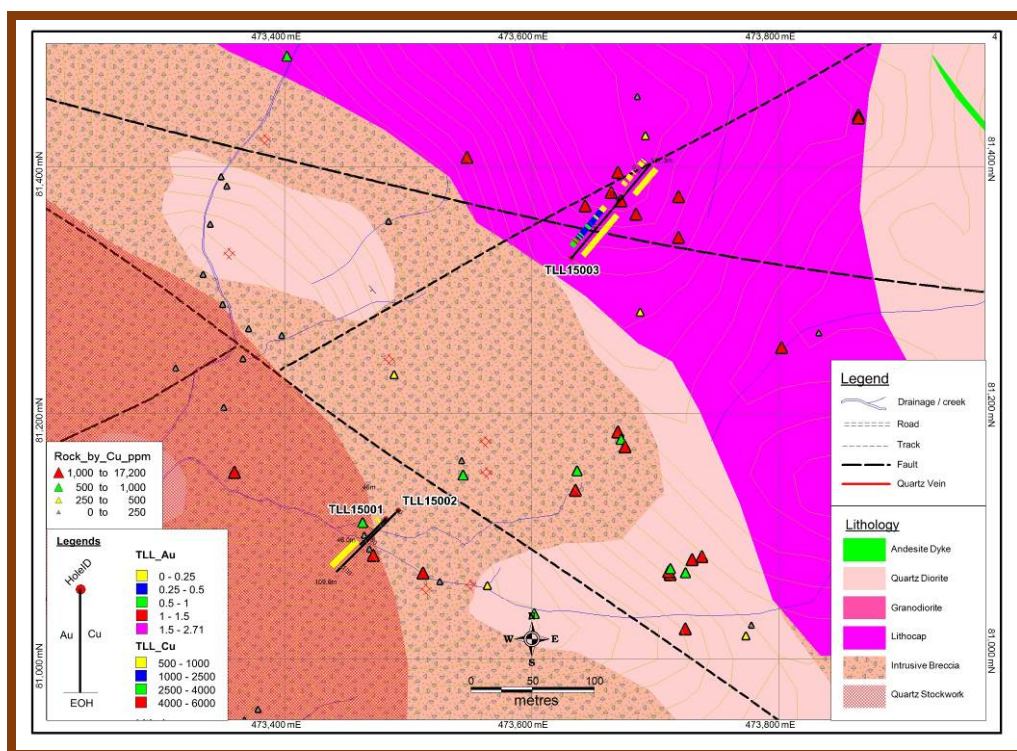 473,400 mE
473,600 mE
473,800 mE
4
81,400 mN
81,400 mN
TLL15003
81,200 mN
81,200 mN
Legend
Drainage / creek
Road
Track
Fault
Quartz Vein
Rock_by_Cu_ppm
1,000 to 17,200
500 to 1,000
250 to 500
0 to 250
46m
TLL15001
TLL15002
109.8m
Legends
HoleID
Au
Cu
EOH
TLL_Au
0 - 0.25
0.25 - 0.5
0.5 - 1
1 - 1.5
1.5 - 2.71
TLL_Cu
500 - 1000
1000 - 2500
2500 - 4000
4000 - 6000
Lithology
Andesite Dyke
Quartz Diorite
Granodiorite
Lithocap
Intrusive Breccia
Quartz Stockwork
N
W
E
S
0
50
100
metres
81,000 mN
81,000 mN
473,400 mE
473,600 mE
473,800 mE